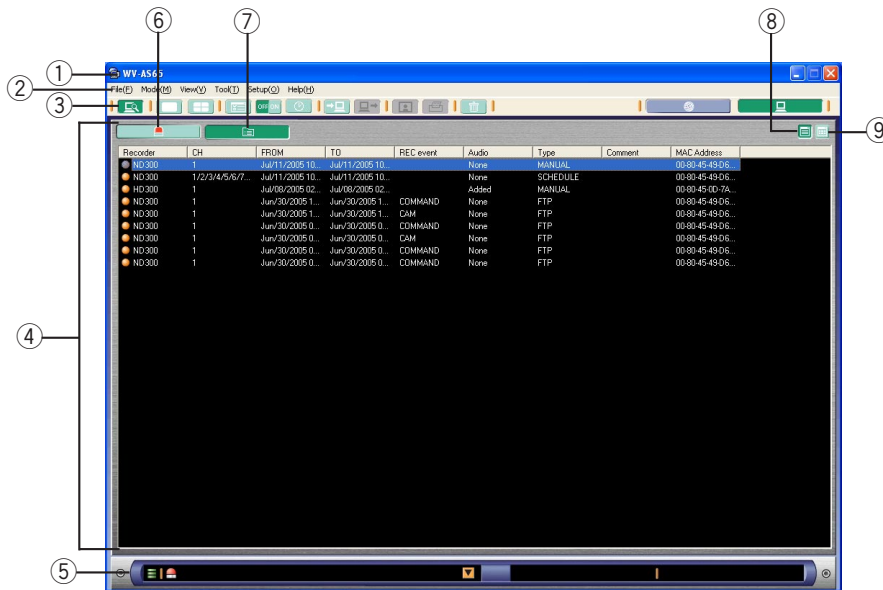 ⑥ ⑦ ⑧
① WV-AS65
② File(F) Mode(M) View(V) Tool(T) Setup(O) Help(H)
③ OFF ON
⑨
Recorder CH FROM TO REC event Audio Type Comment MAC Address
ND300 1 Jul/11/2005 10... Jul/11/2005 10... None MANUAL 00-80-45-49-D6...
ND300 1/2/3/4/5/6/7... Jul/11/2005 10... Jul/11/2005 10... None SCHEDULE 00-80-45-49-D6...
HD300 1 Jul/08/2005 02... Jul/08/2005 02... Added MANUAL 00-80-45-0D-7A...
ND300 1 Jun/30/2005 1... Jun/30/2005 1... COMMAND None FTP 00-80-45-49-D6...
ND300 1 Jun/30/2005 1... Jun/30/2005 1... CAM None FTP 00-80-45-49-D6...
ND300 1 Jun/30/2005 0... Jun/30/2005 0... COMMAND None FTP 00-80-45-49-D6...
ND300 1 Jun/30/2005 0... Jun/30/2005 0... CAM None FTP 00-80-45-49-D6...
ND300 1 Jun/30/2005 0... Jun/30/2005 0... COMMAND None FTP 00-80-45-49-D6...
ND300 1 Jun/30/2005 0... Jun/30/2005 0... COMMAND None FTP 00-80-45-49-D6...
④
⑤